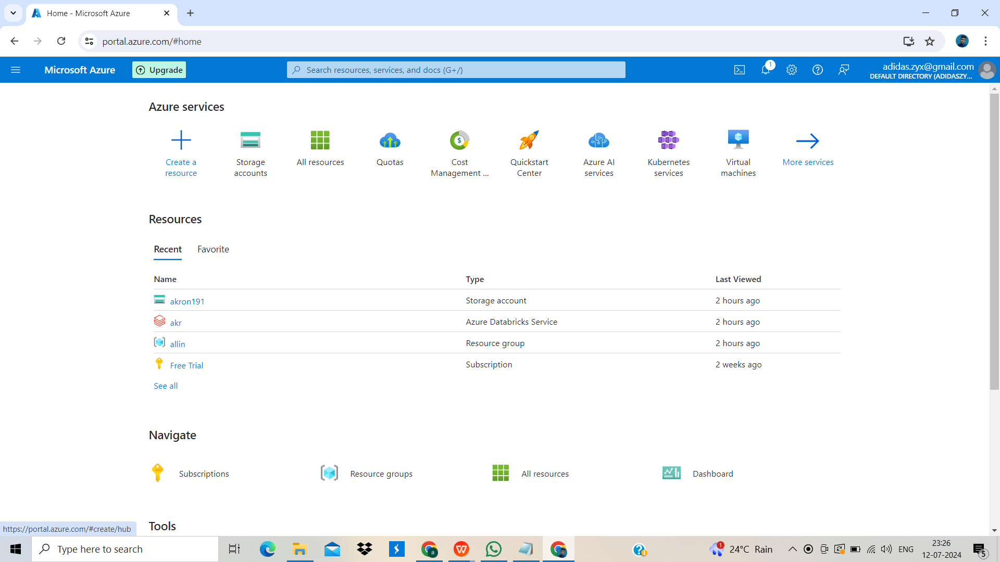 Home - Microsoft Azure
portal.azure.com/#home
Microsoft Azure
Upgrade
Search resources, services, and docs (G+/)
1
adidas.zyx@gmail.com
DEFAULT DIRECTORY (ADIDASZY...
Azure services
Create a
resource
Storage
accounts
All resources
Quotas
Cost
Management ...
Quickstart
Center
Azure AI
services
Kubernetes
services
Virtual
machines
More services
Resources
Recent
Favorite
Name
Type
Last Viewed
akron191
Storage account
2 hours ago
akr
Azure Databricks Service
2 hours ago
allin
Resource group
2 hours ago
Free Trial
Subscription
2 weeks ago
See all
Navigate
Subscriptions
Resource groups
All resources
Dashboard
https://portal.azure.com/#create/hub
Tools
Type here to search
1
24°C Rain
ENG
23:26
12-07-2024
5